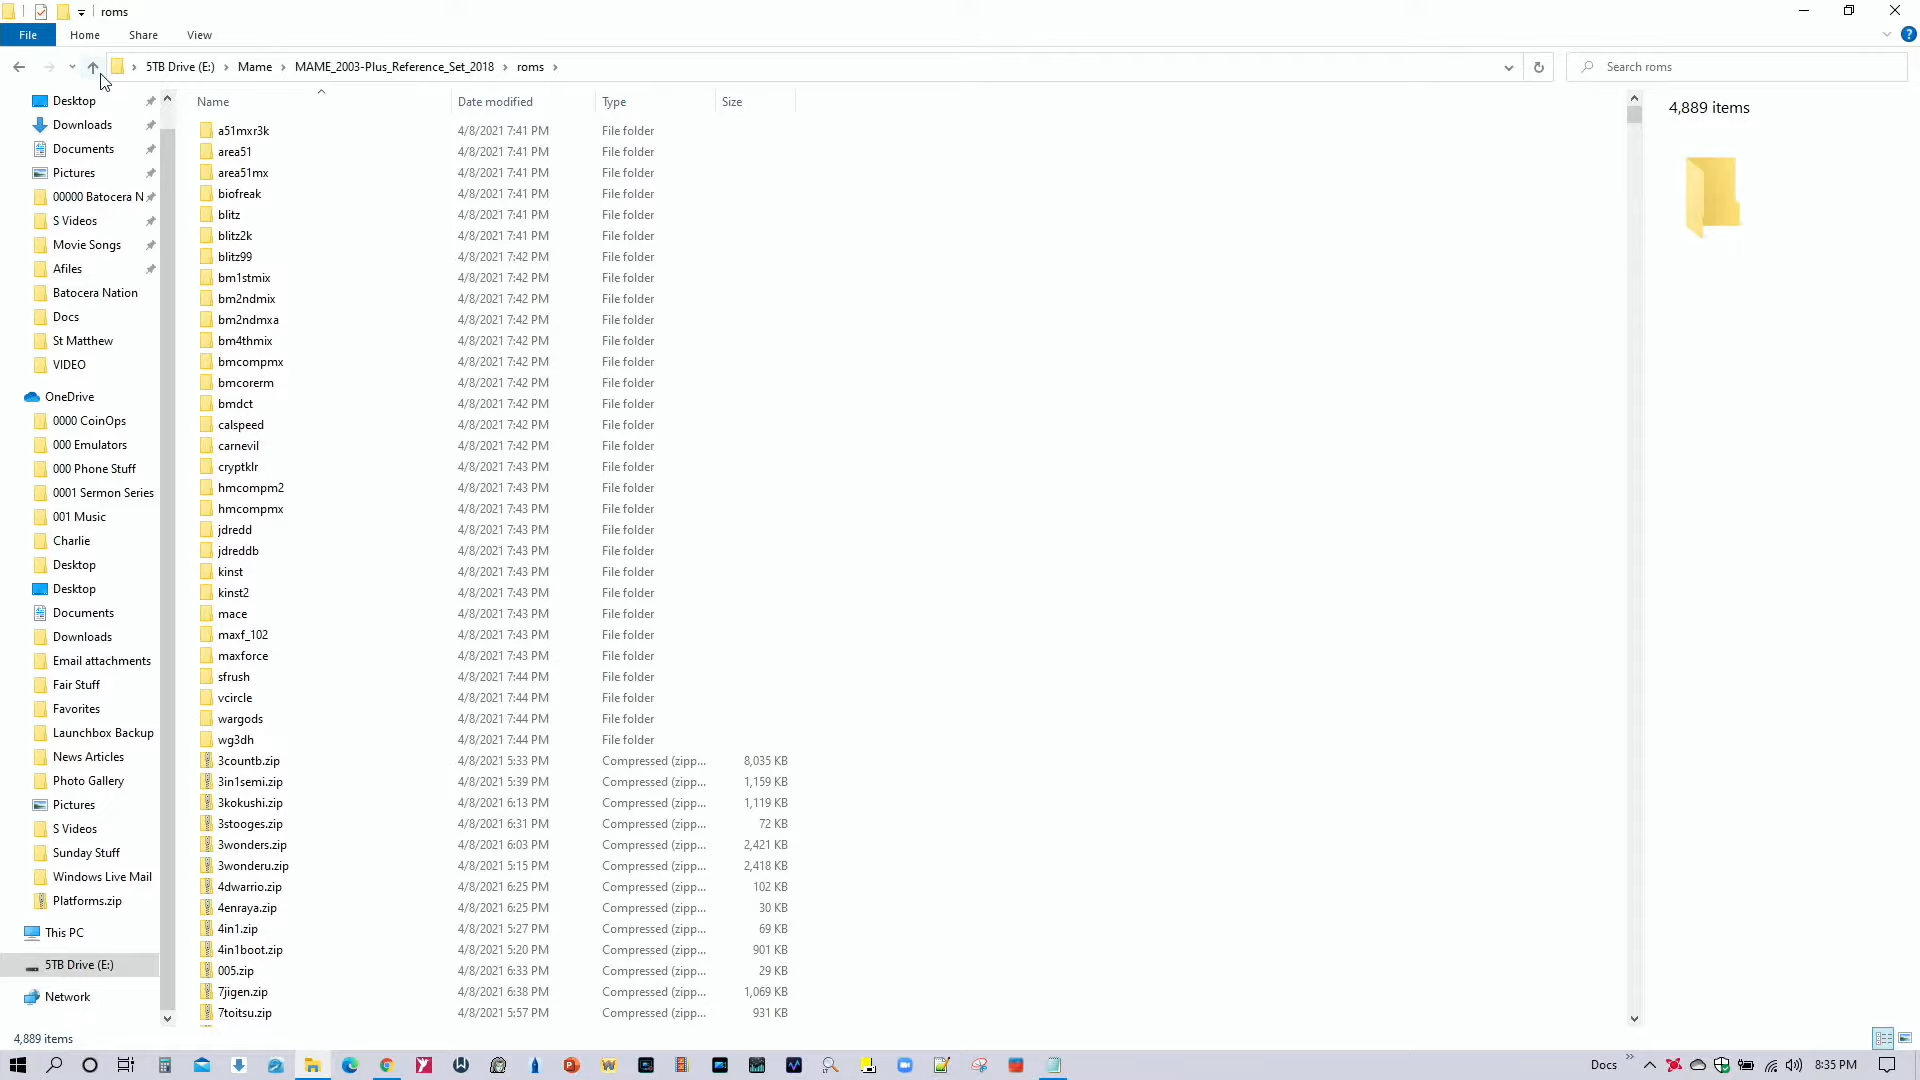 roms
File Home Share View
5TB Drive (E:) Mame MAME_2003-Plus_Reference_Set_2018 roms
Search roms
Desktop
Downloads
Documents
Pictures
00000 Batocera N
S Videos
Movie Songs
Afiles
Batocera Nation
Docs
St Matthew
VIDEO
OneDrive
0000 CoinOps
000 Emulators
000 Phone Stuff
0001 Sermon Series
001 Music
Charlie
Desktop
Desktop
Documents
Downloads
Email attachments
Fair Stuff
Favorites
Launchbox Backup
News Articles
Photo Gallery
Pictures
S Videos
Sunday Stuff
Windows Live Mail
Platforms.zip
This PC
5TB Drive (E:)
Network
Name Date modified Type Size
a51mxr3k 4/8/2021 7:41 PM File folder
area51 4/8/2021 7:41 PM File folder
area51mx 4/8/2021 7:41 PM File folder
biofreak 4/8/2021 7:41 PM File folder
blitz 4/8/2021 7:41 PM File folder
blitz2k 4/8/2021 7:41 PM File folder
blitz99 4/8/2021 7:42 PM File folder
bm1stmix 4/8/2021 7:42 PM File folder
bm2ndmix 4/8/2021 7:42 PM File folder
bm2ndmxa 4/8/2021 7:42 PM File folder
bm4thmix 4/8/2021 7:42 PM File folder
bmcompmx 4/8/2021 7:42 PM File folder
bmcorerm 4/8/2021 7:42 PM File folder
bmdct 4/8/2021 7:42 PM File folder
calspeed 4/8/2021 7:42 PM File folder
carnevil 4/8/2021 7:42 PM File folder
cryptklr 4/8/2021 7:43 PM File folder
hmcompm2 4/8/2021 7:43 PM File folder
hmcompmx 4/8/2021 7:43 PM File folder
jdredd 4/8/2021 7:43 PM File folder
jdreddb 4/8/2021 7:43 PM File folder
kinst 4/8/2021 7:43 PM File folder
kinst2 4/8/2021 7:43 PM File folder
mace 4/8/2021 7:43 PM File folder
maxf_102 4/8/2021 7:43 PM File folder
maxforce 4/8/2021 7:43 PM File folder
sfrush 4/8/2021 7:44 PM File folder
vcircle 4/8/2021 7:44 PM File folder
wargods 4/8/2021 7:44 PM File folder
wg3dh 4/8/2021 7:44 PM File folder
3countb.zip 4/8/2021 5:33 PM Compressed (zipp... 8,035 KB
3in1semi.zip 4/8/2021 5:39 PM Compressed (zipp... 1,159 KB
3kokushi.zip 4/8/2021 6:13 PM Compressed (zipp... 1,119 KB
3stooges.zip 4/8/2021 6:31 PM Compressed (zipp... 72 KB
3wonders.zip 4/8/2021 6:03 PM Compressed (zipp... 2,421 KB
3wonderu.zip 4/8/2021 5:15 PM Compressed (zipp... 2,418 KB
4dwarrio.zip 4/8/2021 6:25 PM Compressed (zipp... 102 KB
4enraya.zip 4/8/2021 6:25 PM Compressed (zipp... 30 KB
4in1.zip 4/8/2021 5:27 PM Compressed (zipp... 69 KB
4in1boot.zip 4/8/2021 5:20 PM Compressed (zipp... 901 KB
005.zip 4/8/2021 6:33 PM Compressed (zipp... 29 KB
7jigen.zip 4/8/2021 6:38 PM Compressed (zipp... 1,069 KB
7toitsu.zip 4/8/2021 5:57 PM Compressed (zipp... 931 KB
4,889 items
4,889 items
Docs 8:35 PM